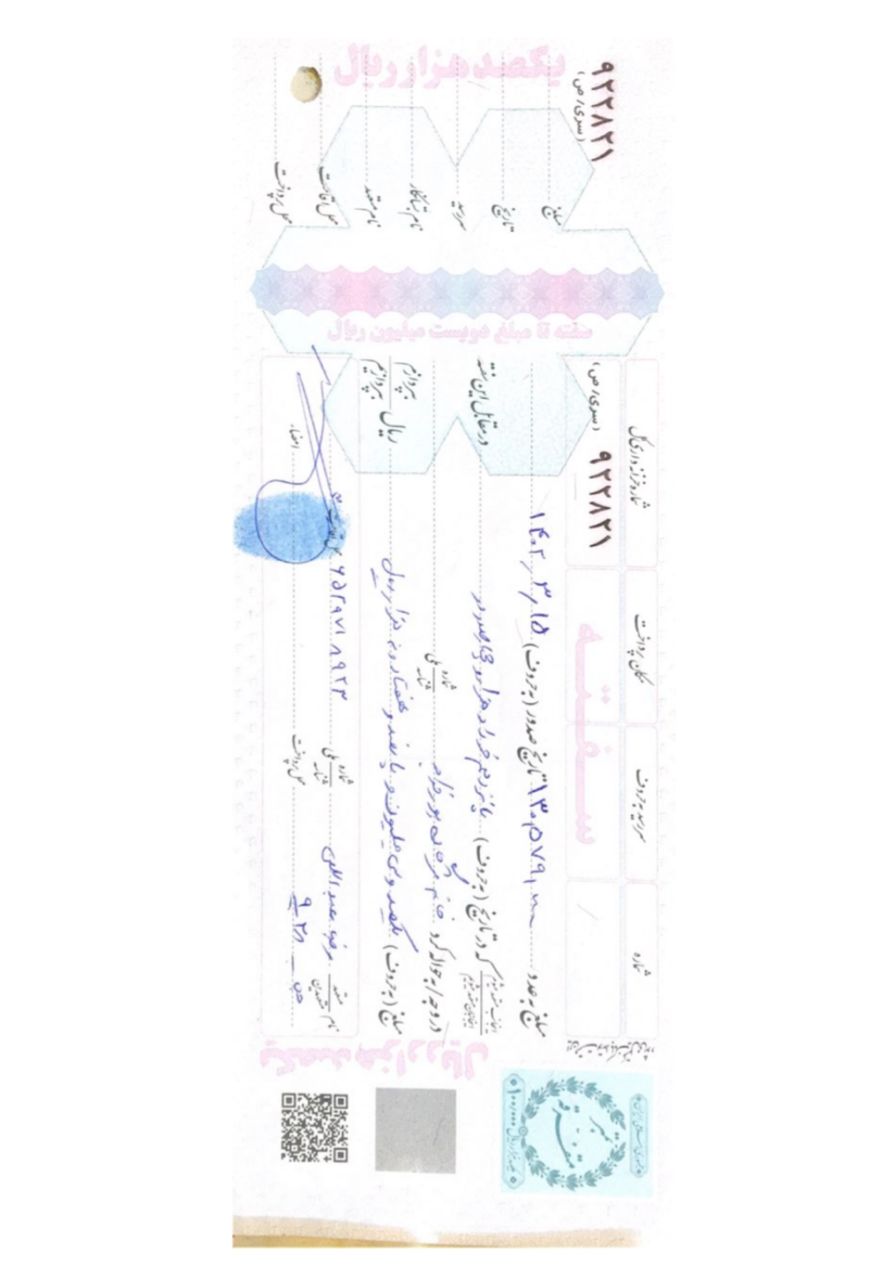 شماره
سررسید به‌حروف
مکان پرداخت
شماره خزانه داری کل
سفته
۹۲۲۸۲۱
(سری/ ص)
مبلغ به عدد ۱۳۰,۵۷۹,۰۰۰ تاریخ صدور (به‌حروف) ۱۴۰۲/۳/۱۵
اینجانب متعهد میشوم
اینجانبان متعهد میشویم
که در تاریخ (به‌حروف) پانزدهم خرداد هزار و چهارصد و دو در مقابل این سفته
در وجه/ به حواله کرد خانم مژگان پورفرج شماره ملی
شناسه
مبلغ (به‌حروف) یکصد و سی میلیون و پانصد و هفتاد و نه هزار ریال ریال بپردازم
بپردازیم
نام متعهد
متعهدین عبداللهی شماره ملی
شناسه ۶۵۲۹۷۱۸۹۲۳ محل اقامت
ص ۹۲۸ محل پرداخت امضاء
۹۲۲۸۲۱
(سری/ ص)
مبلغ
تاریخ
سررسید
نام بستانکار
نام متعهد
محل اقامت
محل پرداخت
یکصد هزار ریال
سفته تا مبلغ دویست میلیون ریال
یکصد هزار ریال
جمهوری اسلامی ایران
تمبر
متفرقه
۱۰۰/۰۰۰ یکصد هزار ریال